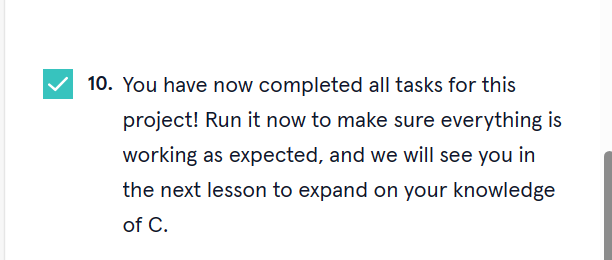 10. You have now completed all tasks for this
project! Run it now to make sure everything is
working as expected, and we will see you in
the next lesson to expand on your knowledge
of C.